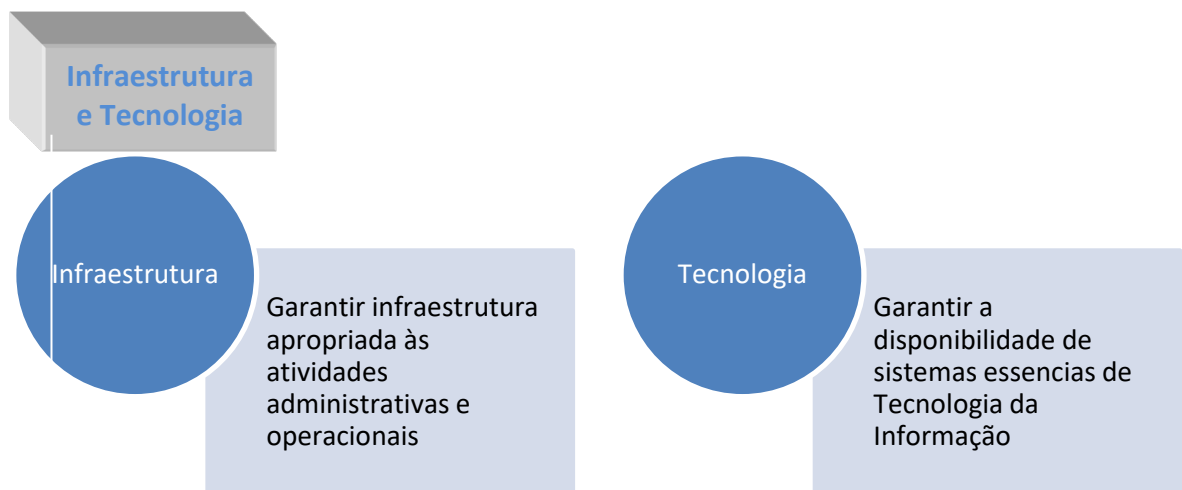 Infraestrutura
e Tecnologia
Infraestrutura
Garantir infraestrutura
apropriada às
atividades
administrativas e
operacionais
Tecnologia
Garantir a
disponibilidade de
sistemas essencias de
Tecnologia da
Informação